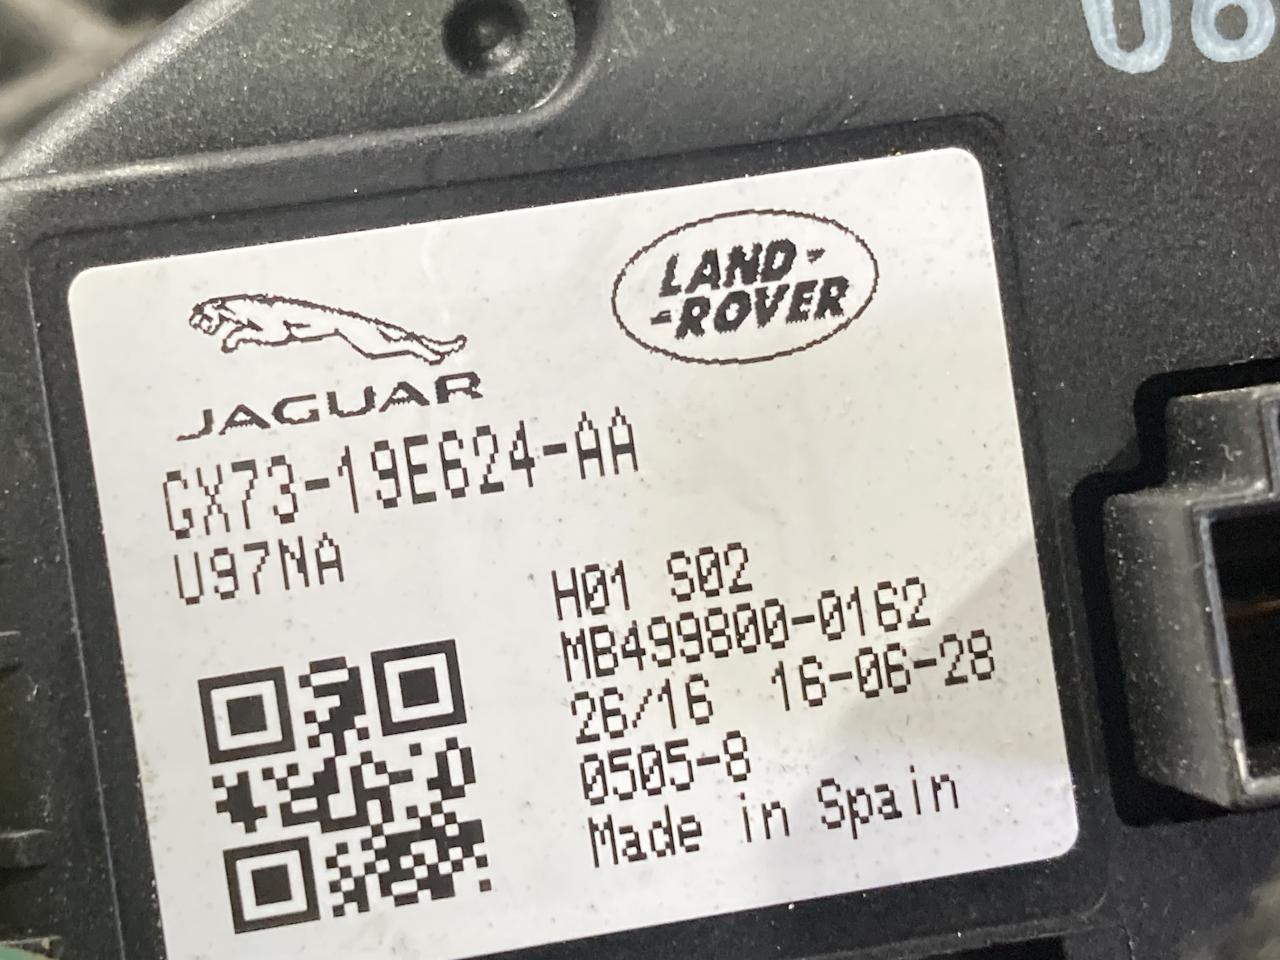 LAND-
-ROVER
JAGUAR
GX73-19E624-AA
U97NA
H01 S02
MB499800-0162
26/16 16-06-28
0505-8
Made in Spain